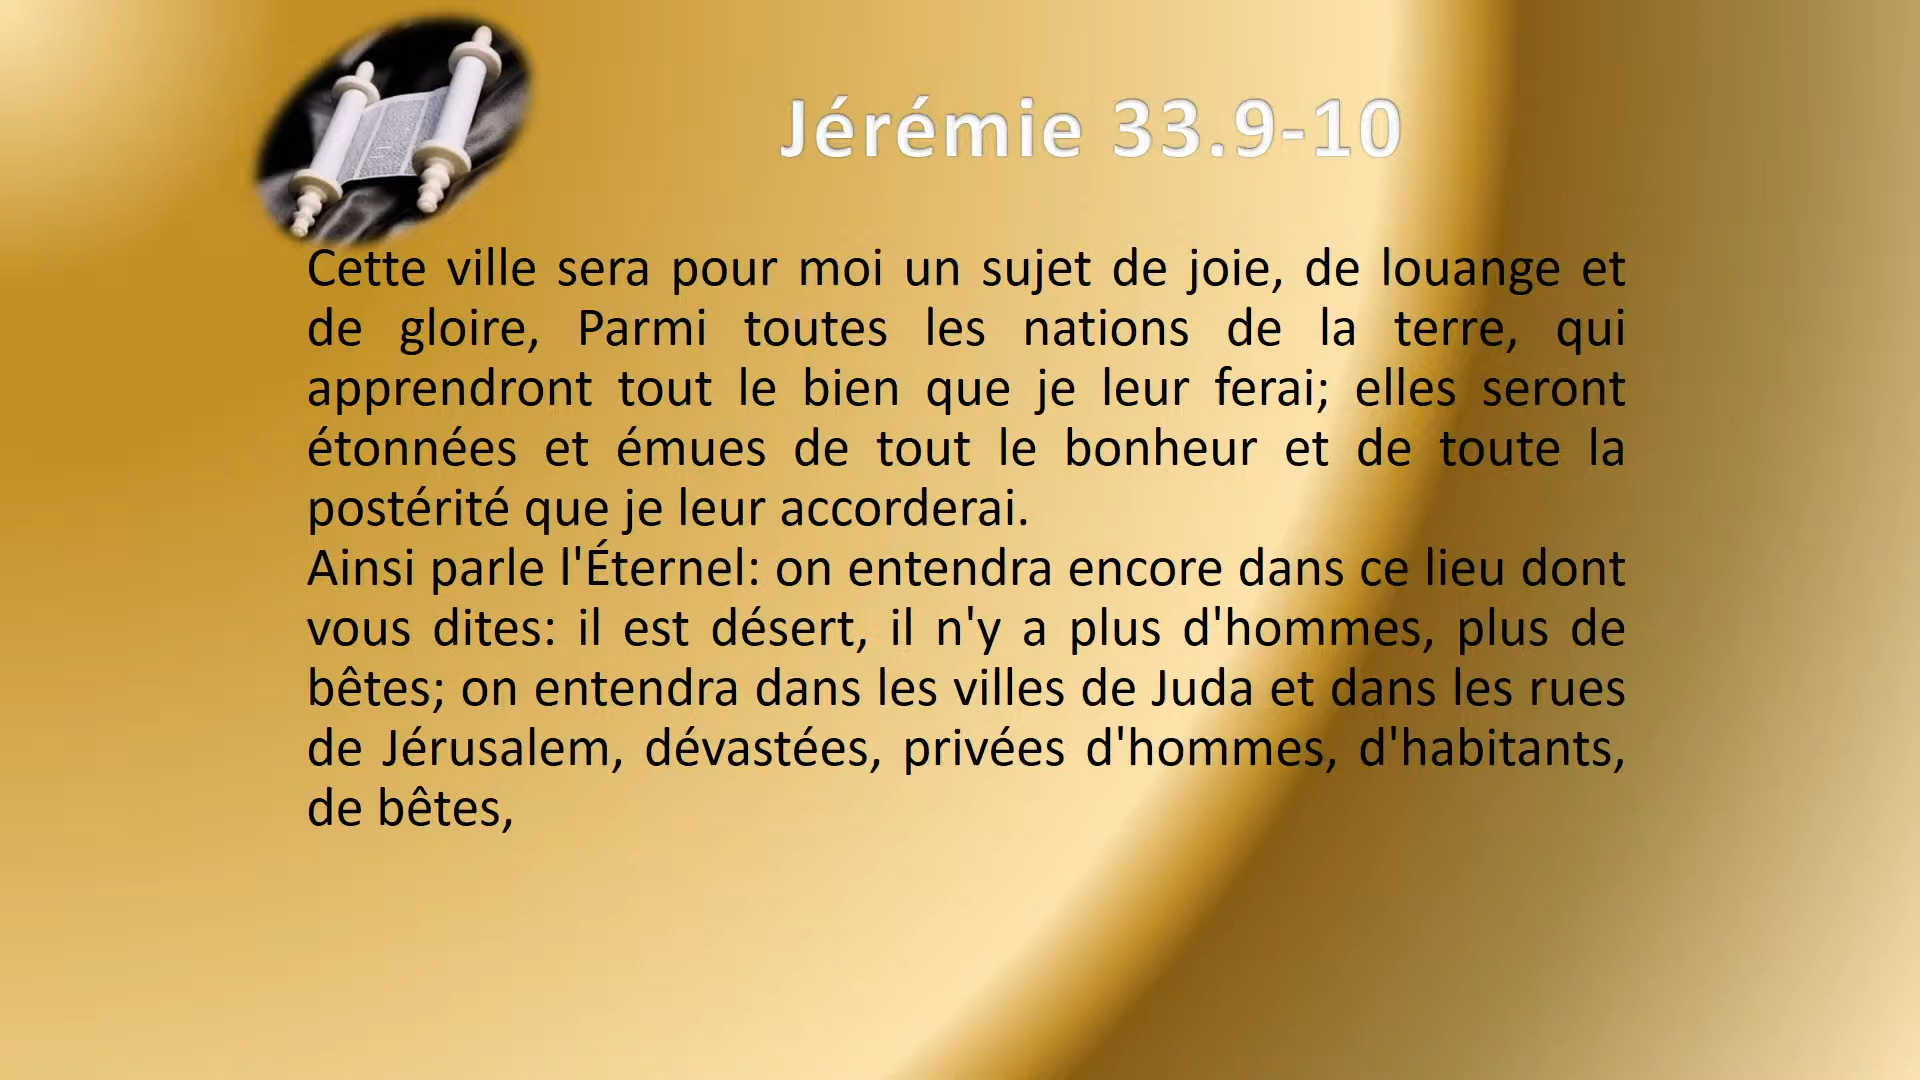 Jérémie 33.9-10
Cette ville sera pour moi un sujet de joie, de louange et
de gloire, Parmi toutes les nations de la terre, qui
apprendront tout le bien que je leur ferai; elles seront
étonnées et émues de tout le bonheur et de toute la
postérité que je leur accorderai.
Ainsi parle l'Éternel: on entendra encore dans ce lieu dont
vous dites: il est désert, il n'y a plus d'hommes, plus de
bêtes; on entendra dans les villes de Juda et dans les rues
de Jérusalem, dévastées, privées d'hommes, d'habitants,
de bêtes,